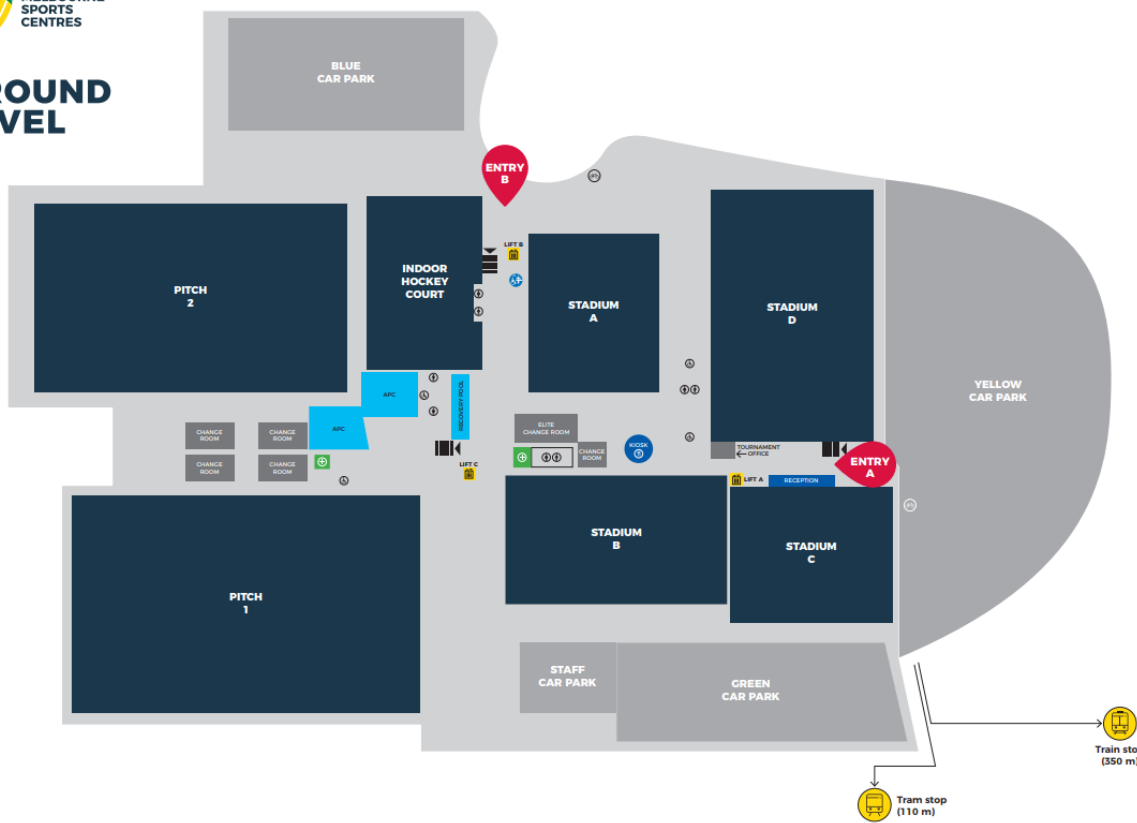 SPORTS
CENTRES
BLUE
CAR PARK
ENTRY
B
LIFT B
INDOOR
HOCKEY
COURT
PITCH
2
STADIUM
A
STADIUM
D
YELLOW
CAR PARK
APC
APC
RECOVERY POOL
CHANGE
ROOM
CHANGE
ROOM
CHANGE
ROOM
CHANGE
ROOM
ELITE
CHANGE ROOM
CHANGE
ROOM
KIOSK
TOURNAMENT
OFFICE
ENTRY
A
LIFT C
LIFT A
RECEPTION
STADIUM
B
STADIUM
C
PITCH
1
STAFF
CAR PARK
GREEN
CAR PARK
Train
(350 m)
Tram stop
(110 m)